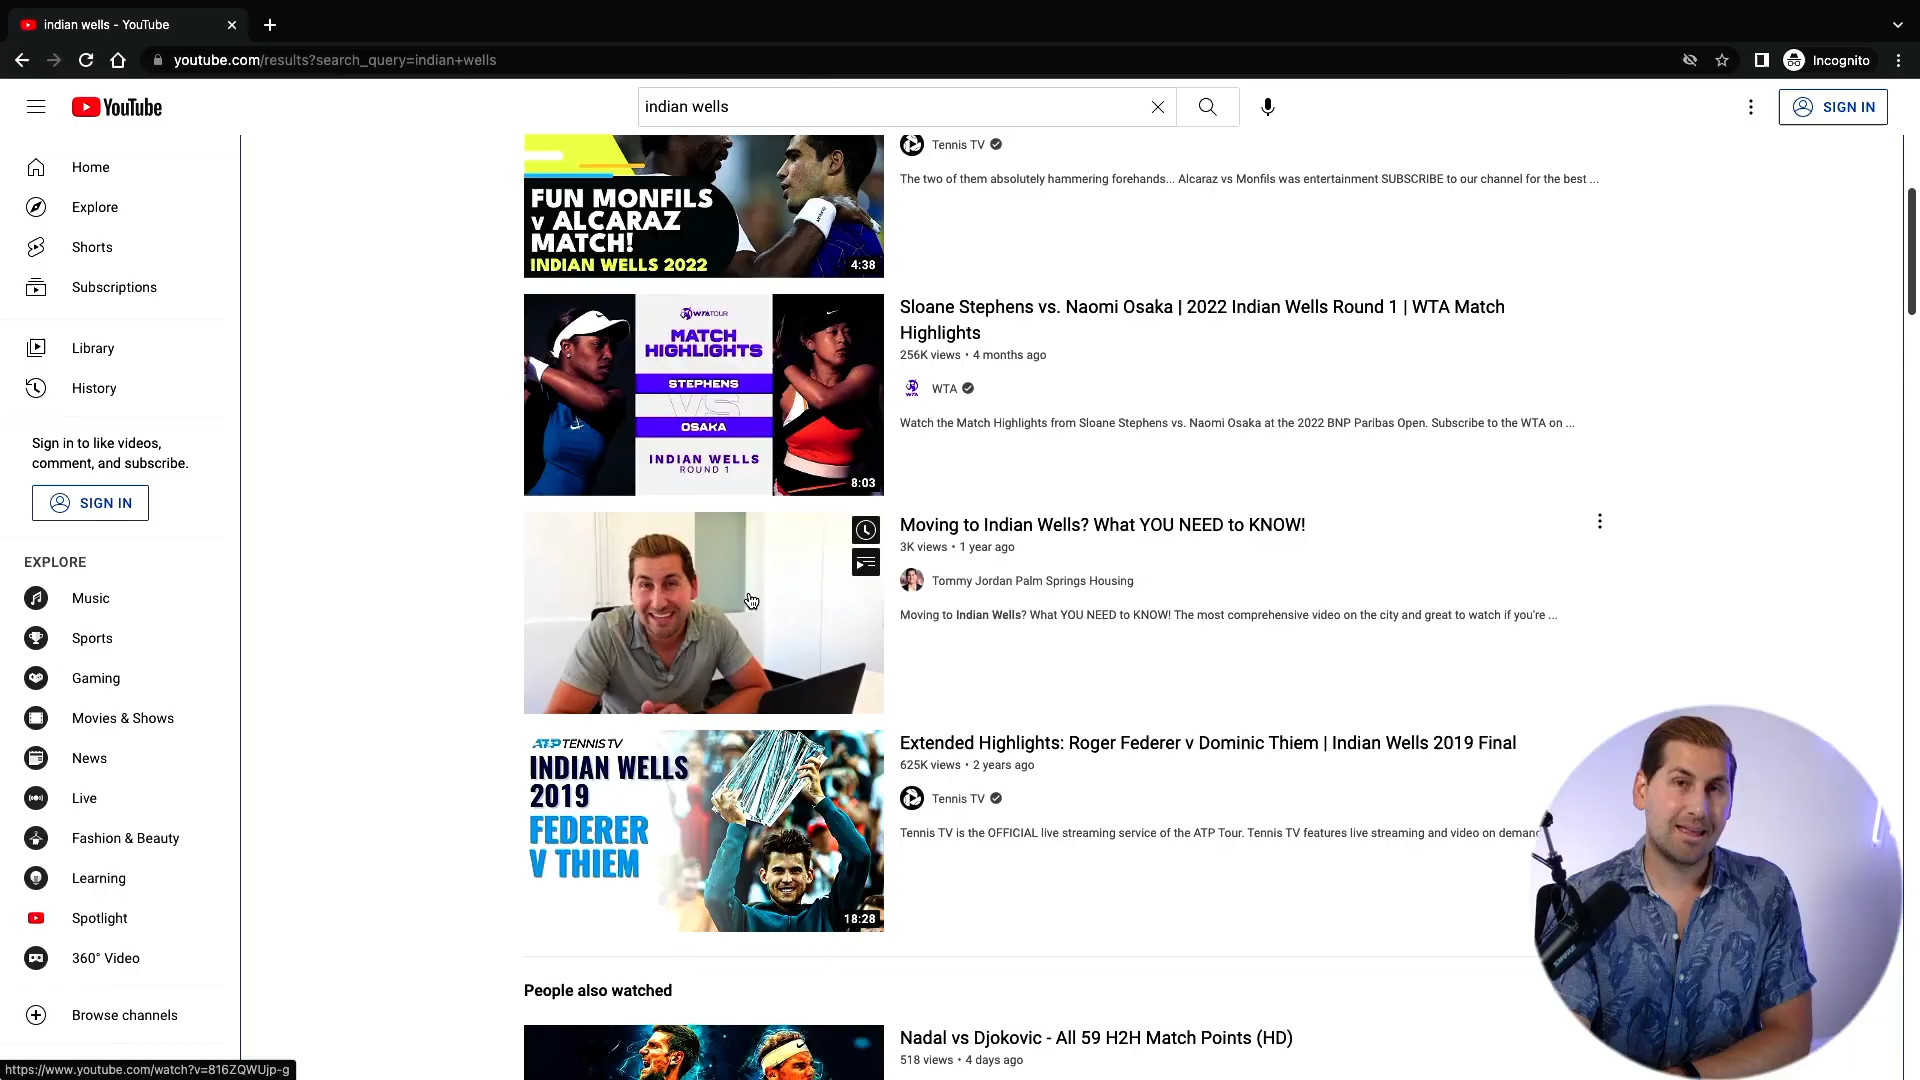 indian wells - YouTube
youtube.com/results?search_query=indian+wells
Incognito
YouTube
indian wells
SIGN IN
Home
Explore
Shorts
Subscriptions
Library
History
Sign in to like videos,
comment, and subscribe.
SIGN IN
EXPLORE
Music
Sports
Gaming
Movies & Shows
News
Live
Fashion & Beauty
Learning
Spotlight
360° Video
Browse channels
https://www.youtube.com/watch?v=816ZQWUjp-g
FUN MONFILS
v ALCARAZ
MATCH!
INDIAN WELLS 2022
4:38
Tennis TV
The two of them absolutely hammering forehands... Alcaraz vs Monfils was entertainment SUBSCRIBE to our channel for the best ...
WTATOUR
MATCH
HIGHLIGHTS
STEPHENS
VS
OSAKA
INDIAN WELLS
ROUND 1
8:03
Sloane Stephens vs. Naomi Osaka | 2022 Indian Wells Round 1 | WTA Match
Highlights
256K views • 4 months ago
WTA
Watch the Match Highlights from Sloane Stephens vs. Naomi Osaka at the 2022 BNP Paribas Open. Subscribe to the WTA on ...
Moving to Indian Wells? What YOU NEED to KNOW!
3K views • 1 year ago
Tommy Jordan Palm Springs Housing
Moving to Indian Wells? What YOU NEED to KNOW! The most comprehensive video on the city and great to watch if you're ...
ATP TENNISTV
INDIAN WELLS
2019
FEDERER
V THIEM
18:28
Extended Highlights: Roger Federer v Dominic Thiem | Indian Wells 2019 Final
625K views • 2 years ago
Tennis TV
Tennis TV is the OFFICIAL live streaming service of the ATP Tour. Tennis TV features live streaming and video on deman
People also watched
Nadal vs Djokovic - All 59 H2H Match Points (HD)
518 views • 4 days ago